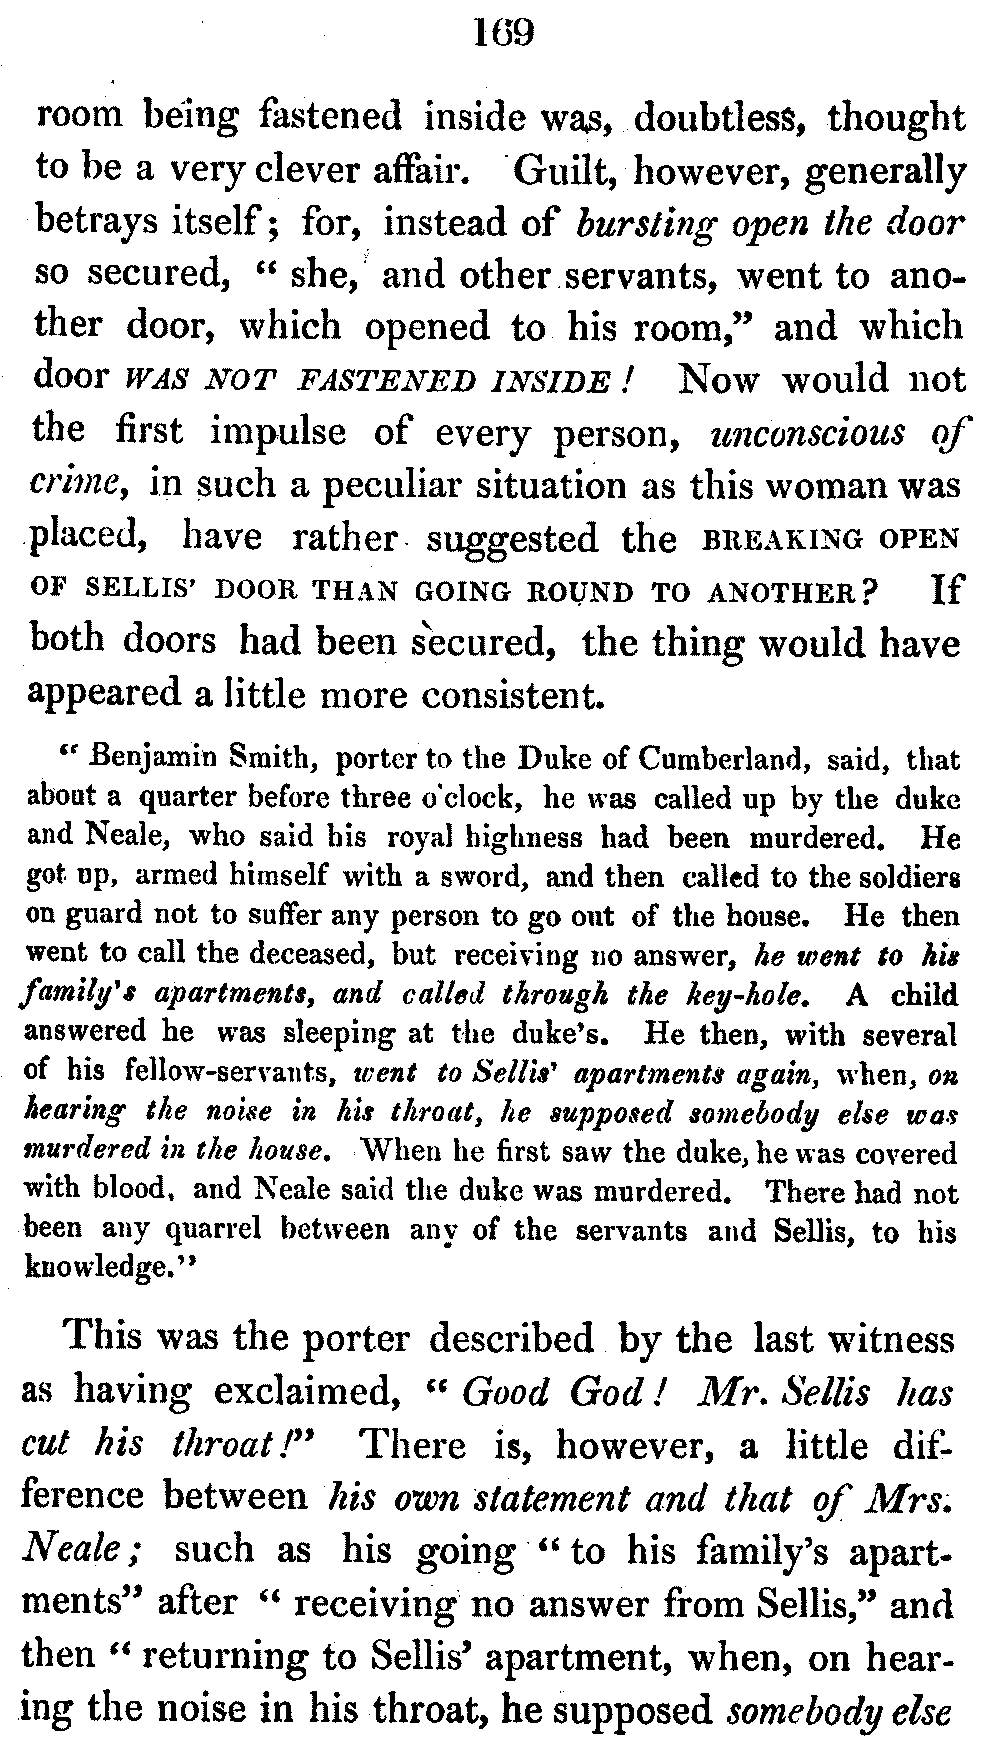 169
room being fastened inside was, doubtless, thought
to be a very clever affair. Guilt, however, generally
betrays itself; for, instead of bursting open the door
so secured, “ she, and other servants, went to ano-
ther door, which opened to his room,” and which
door WAS NOT FASTENED INSIDE ! Now would not
the first impulse of every person, unconscious of
crime, in such a peculiar situation as this woman was
placed, have rather suggested the BREAKING OPEN
OF SELLIS’ DOOR THAN GOING ROUND TO ANOTHER? If
both doors had been secured, the thing would have
appeared a little more consistent.
“ Benjamin Smith, porter to the Duke of Cumberland, said, that
about a quarter before three o'clock, he was called up by the duke
and Neale, who said his royal highness had been murdered. He
got up, armed himself with a sword, and then called to the soldiers
on guard not to suffer any person to go out of the house. He then
went to call the deceased, but receiving no answer, he went to his
family's apartments, and called through the key-hole. A child
answered he was sleeping at the duke’s. He then, with several
of his fellow-servants, went to Sellis’ apartments again, when, on
hearing the noise in his throat, he supposed somebody else was
murdered in the house. When he first saw the duke, he was covered
with blood, and Neale said the duke was murdered. There had not
been any quarrel between any of the servants and Sellis, to his
knowledge.”
This was the porter described by the last witness
as having exclaimed, “ Good God ! Mr. Sellis has
cut his throat !” There is, however, a little dif-
ference between his own statement and that of Mrs.
Neale ; such as his going “ to his family’s apart-
ments” after “ receiving no answer from Sellis,” and
then “ returning to Sellis’ apartment, when, on hear-
ing the noise in his throat, he supposed somebody else